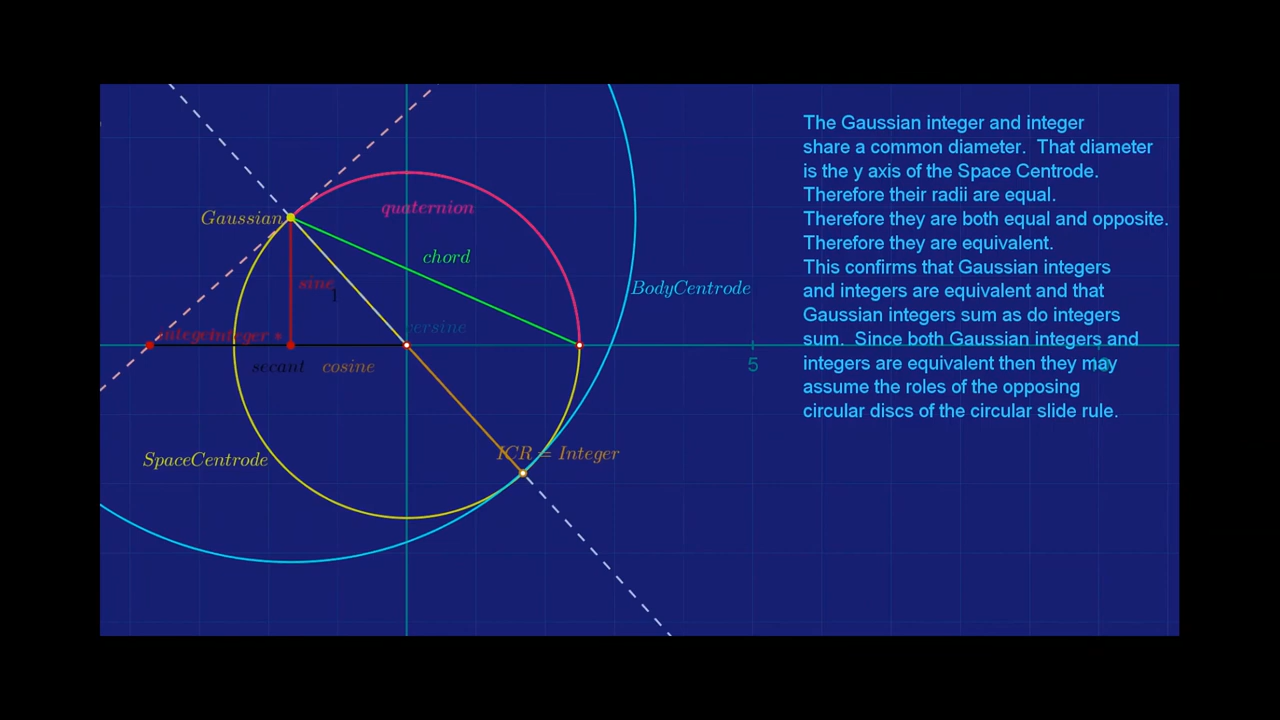 The Gaussian integer and integer
share a common diameter. That diameter
is the y axis of the Space Centrode.
Therefore their radii are equal.
Therefore they are both equal and opposite.
Therefore they are equivalent.
This confirms that Gaussian integers
and integers are equivalent and that
Gaussian integers sum as do integers
sum. Since both Gaussian integers and
integers are equivalent then they may
assume the roles of the opposing
circular discs of the circular slide rule.
quaternion
Gaussian
chord
sine
1
BodyCentrode
versine
secant
cosine
5
10
ICR = Integer
SpaceCentrode